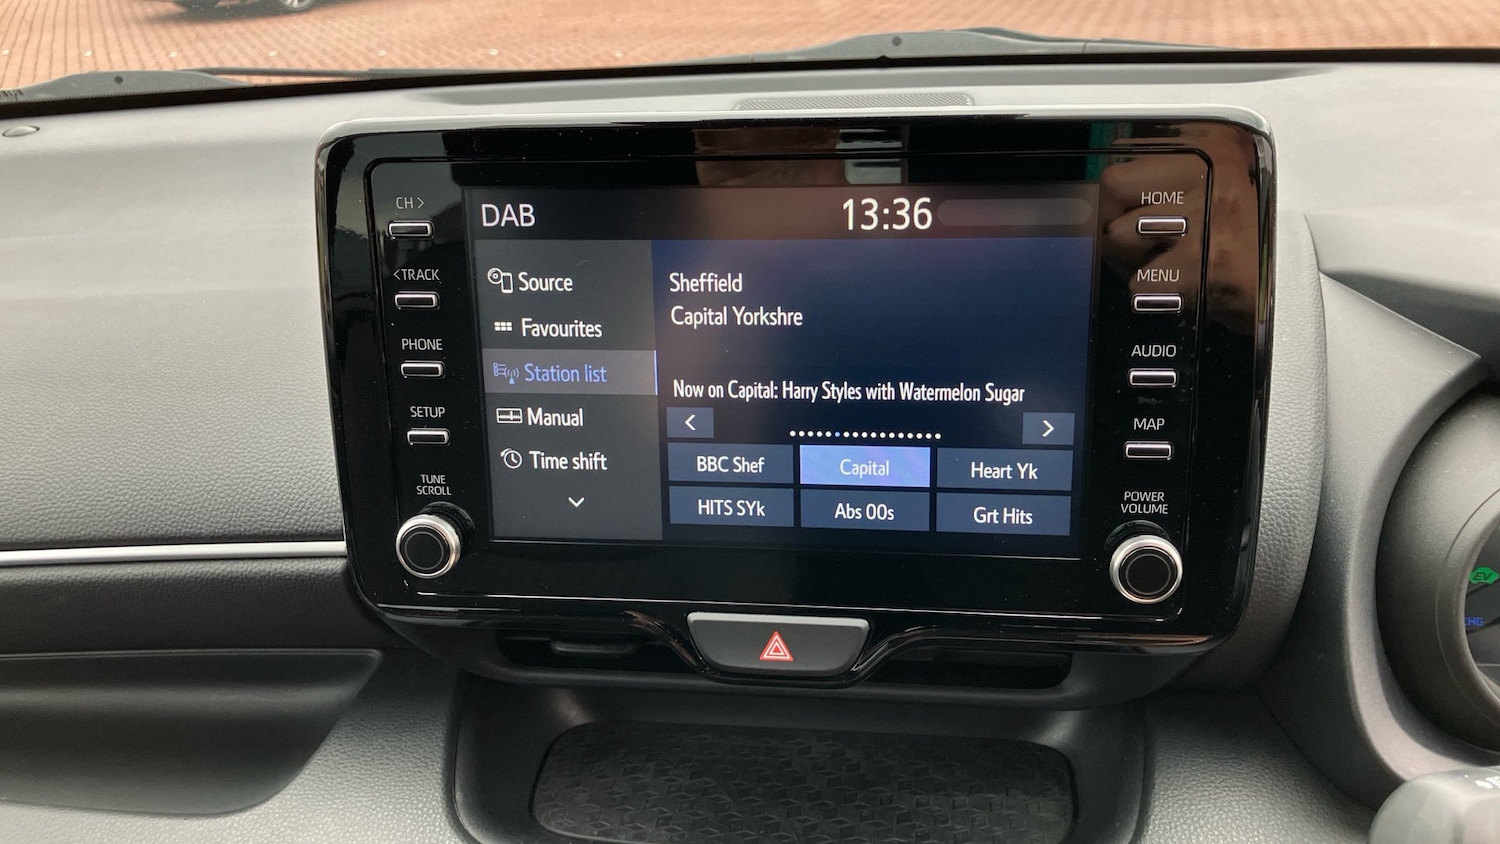 CH >
< TRACK
PHONE
SETUP
TUNE
SCROLL
DAB
13:36
Source
Favourites
Station list
Manual
Time shift
Sheffield
Capital Yorkshre
Now on Capital: Harry Styles with Watermelon Sugar
< >
BBC Shef Capital Heart Yk
HITS SYk Abs 00s Grt Hits
HOME
MENU
AUDIO
MAP
POWER
VOLUME
EV
CHG